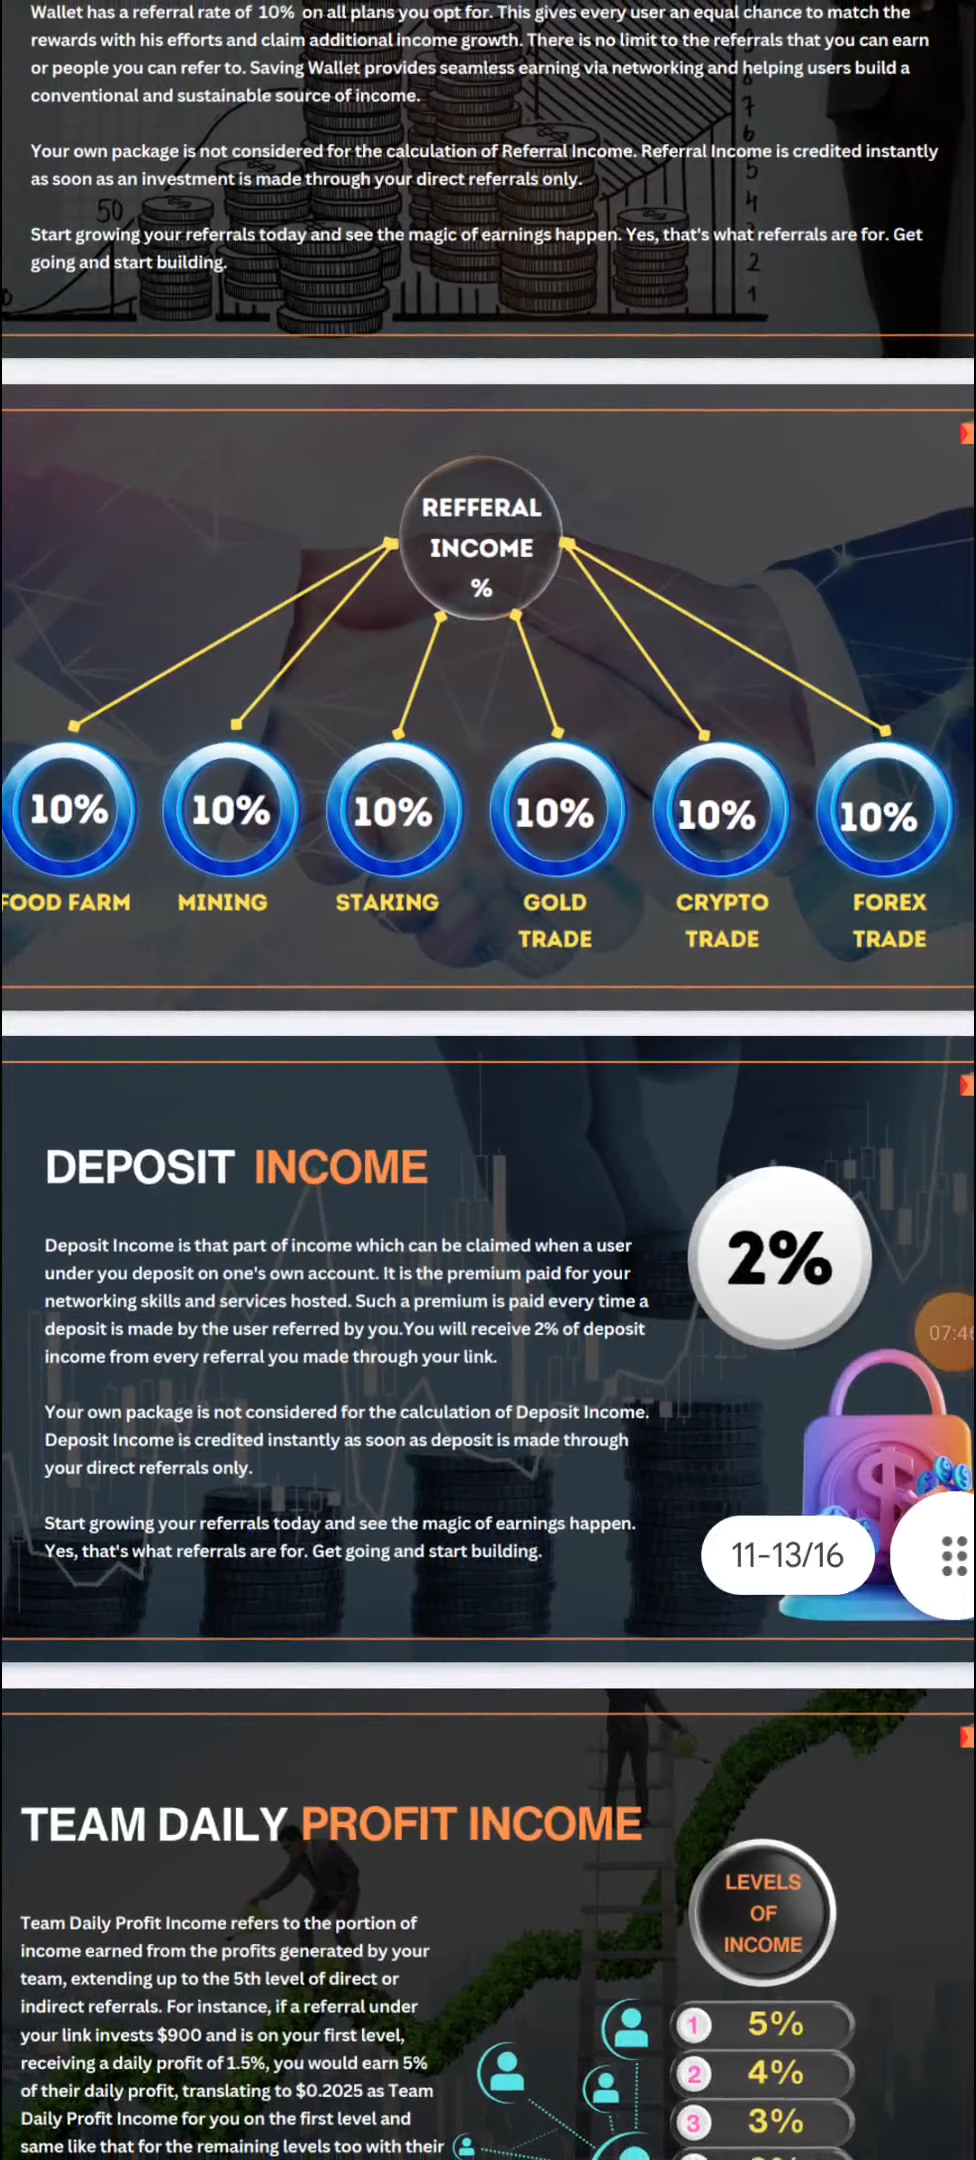 Wallet has a referral rate of 10% on all plans you opt for. This gives every user an equal chance to match the
rewards with his efforts and claim additional income growth. There is no limit to the referrals that you can earn
or people you can refer to. Saving Wallet provides seamless earning via networking and helping users build a
conventional and sustainable source of income.
Your own package is not considered for the calculation of Referral Income. Referral Income is credited instantly
as soon as an investment is made through your direct referrals only.
Start growing your referrals today and see the magic of earnings happen. Yes, that's what referrals are for. Get
going and start building.
50
7
6
5
4
2
1
REFFERAL
INCOME
%
10% 10% 10% 10% 10% 10%
FOOD FARM MINING STAKING GOLD TRADE CRYPTO TRADE FOREX TRADE
DEPOSIT INCOME
2%
Deposit Income is that part of income which can be claimed when a user
under you deposit on one's own account. It is the premium paid for your
networking skills and services hosted. Such a premium is paid every time a
deposit is made by the user referred by you.You will receive 2% of deposit
income from every referral you made through your link.
07:46
Your own package is not considered for the calculation of Deposit Income.
Deposit Income is credited instantly as soon as deposit is made through
your direct referrals only.
Start growing your referrals today and see the magic of earnings happen.
Yes, that's what referrals are for. Get going and start building.
11-13/16
TEAM DAILY PROFIT INCOME
LEVELS
OF
INCOME
Team Daily Profit Income refers to the portion of
income earned from the profits generated by your
team, extending up to the 5th level of direct or
indirect referrals. For instance, if a referral under
your link invests $900 and is on your first level,
receiving a daily profit of 1.5%, you would earn 5%
of their daily profit, translating to $0.2025 as Team
Daily Profit Income for you on the first level and
same like that for the remaining levels too with their
1 5%
2 4%
3 3%